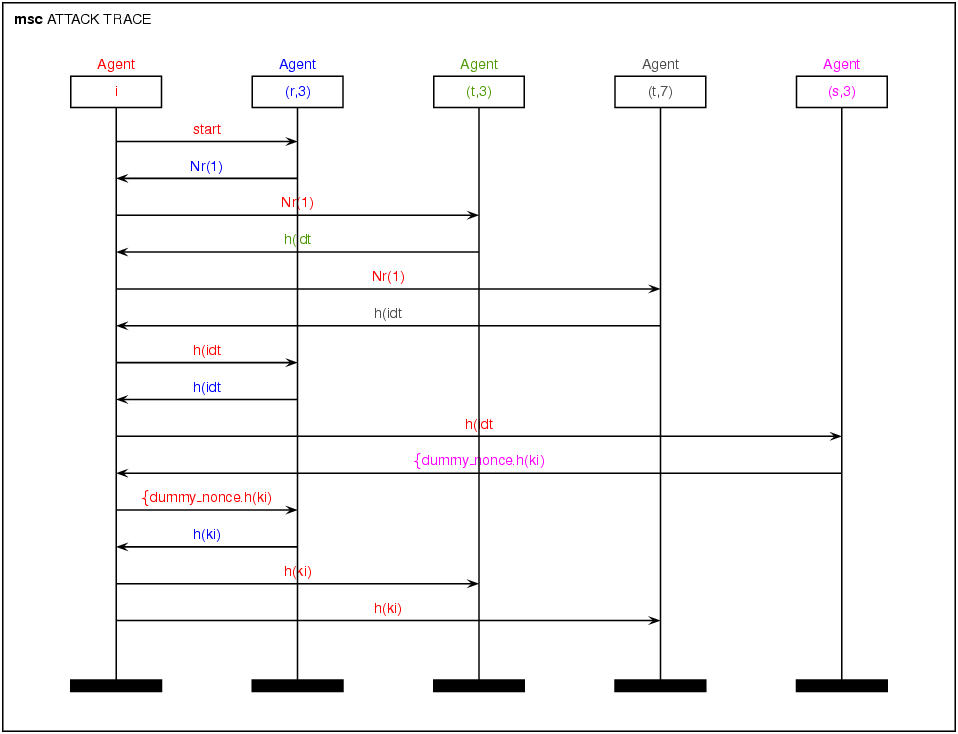 msc ATTACK TRACE
Agent Agent Agent Agent Agent
i (r,3) (t,3) (t,7) (s,3)
start
Nr(1)
Nr(1)
h(idt
Nr(1)
h(idt
h(idt
h(idt
h(idt
{dummy_nonce.h(ki)
{dummy_nonce.h(ki)
h(ki)
h(ki)
h(ki)